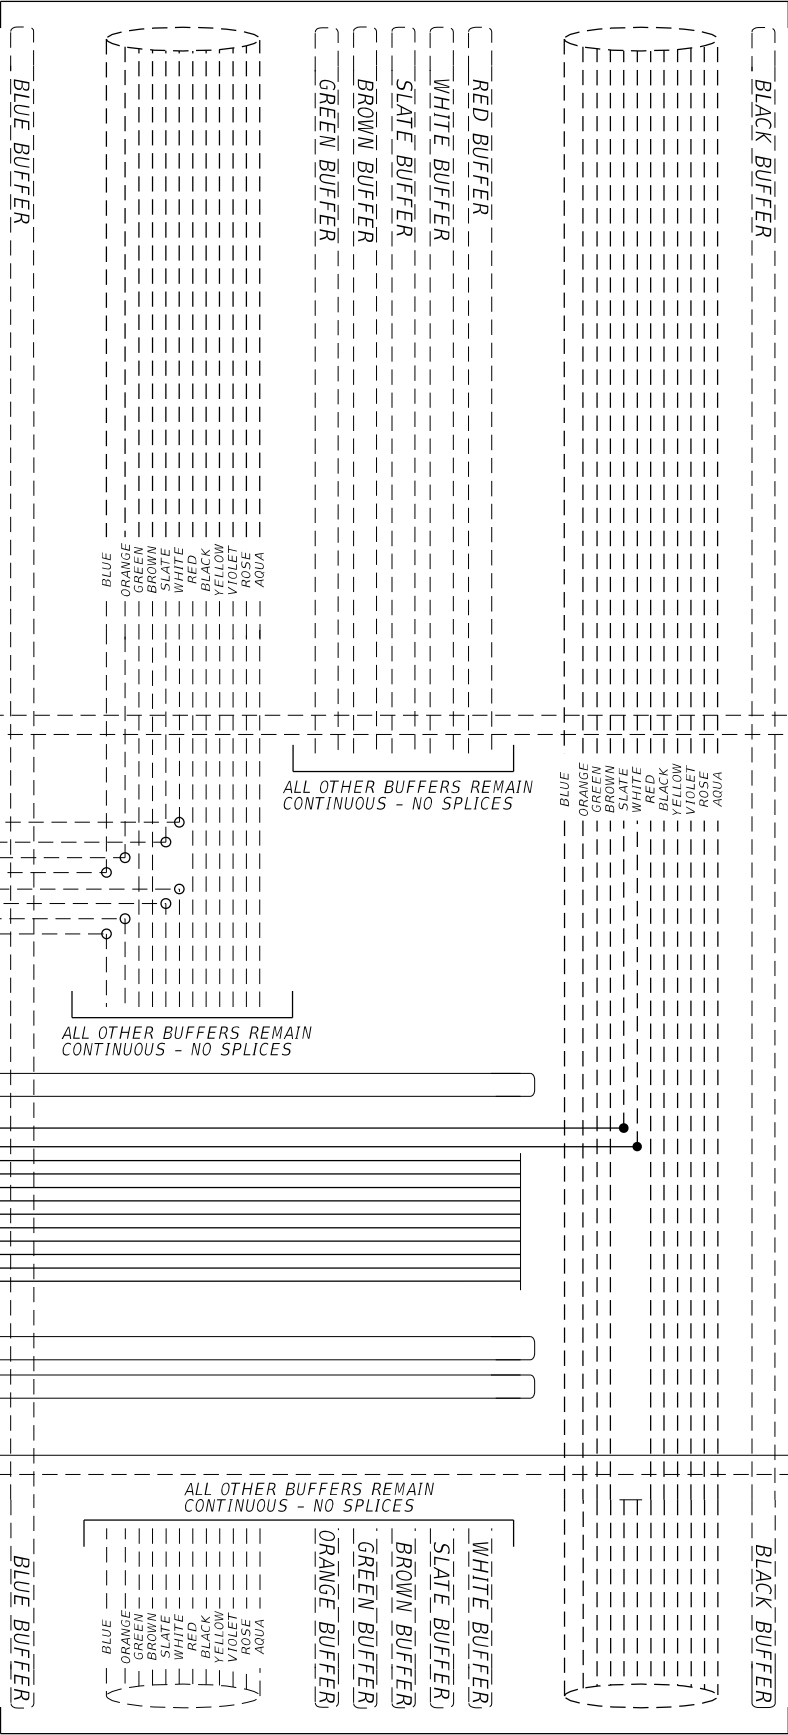 BLUE BUFFER
GREEN BUFFER
BROWN BUFFER
SLATE BUFFER
WHITE BUFFER
RED BUFFER
BLACK BUFFER
BLUE
ORANGE
GREEN
BROWN
SLATE
WHITE
RED
BLACK
YELLOW
VIOLET
ROSE
AQUA
ALL OTHER BUFFERS REMAIN
CONTINUOUS - NO SPLICES
BLUE
ORANGE
GREEN
BROWN
SLATE
WHITE
RED
BLACK
YELLOW
VIOLET
ROSE
AQUA
ALL OTHER BUFFERS REMAIN
CONTINUOUS - NO SPLICES
ALL OTHER BUFFERS REMAIN
CONTINUOUS - NO SPLICES
BLUE BUFFER
BLUE
ORANGE
GREEN
BROWN
SLATE
WHITE
RED
BLACK
YELLOW
VIOLET
ROSE
AQUA
ORANGE BUFFER
GREEN BUFFER
BROWN BUFFER
SLATE BUFFER
WHITE BUFFER
BLACK BUFFER